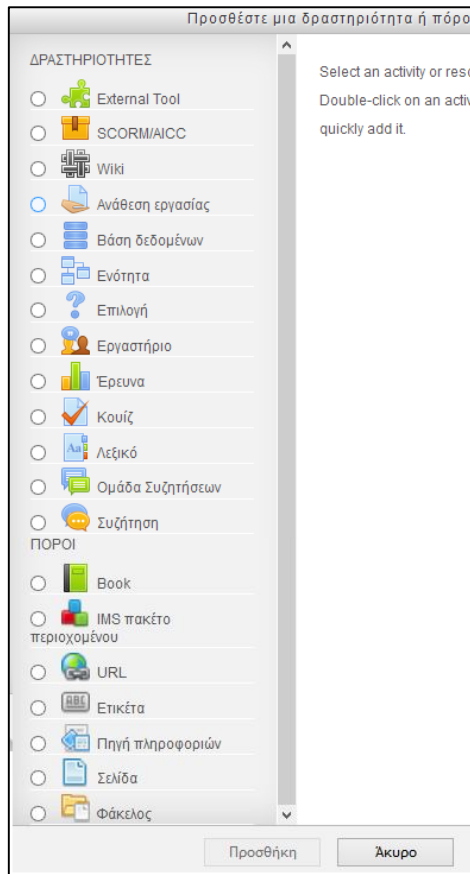 Προσθέστε μια δραστηριότητα ή πόρο
ΔΡΑΣΤΗΡΙΟΤΗΤΕΣ
External Tool
SCORM/AICC
Wiki
Ανάθεση εργασίας
Βάση δεδομένων
Ενότητα
Επιλογή
Εργαστήριο
Έρευνα
Κουίζ
Λεξικό
Ομάδα Συζητήσεων
Συζήτηση
ΠΟΡΟΙ
Book
IMS πακέτο
περιοχομένου
URL
Ετικέτα
Πηγή πληροφοριών
Σελίδα
Φάκελος
Select an activity or reso
Double-click on an activ
quickly add it.
Προσθήκη
Άκυρο